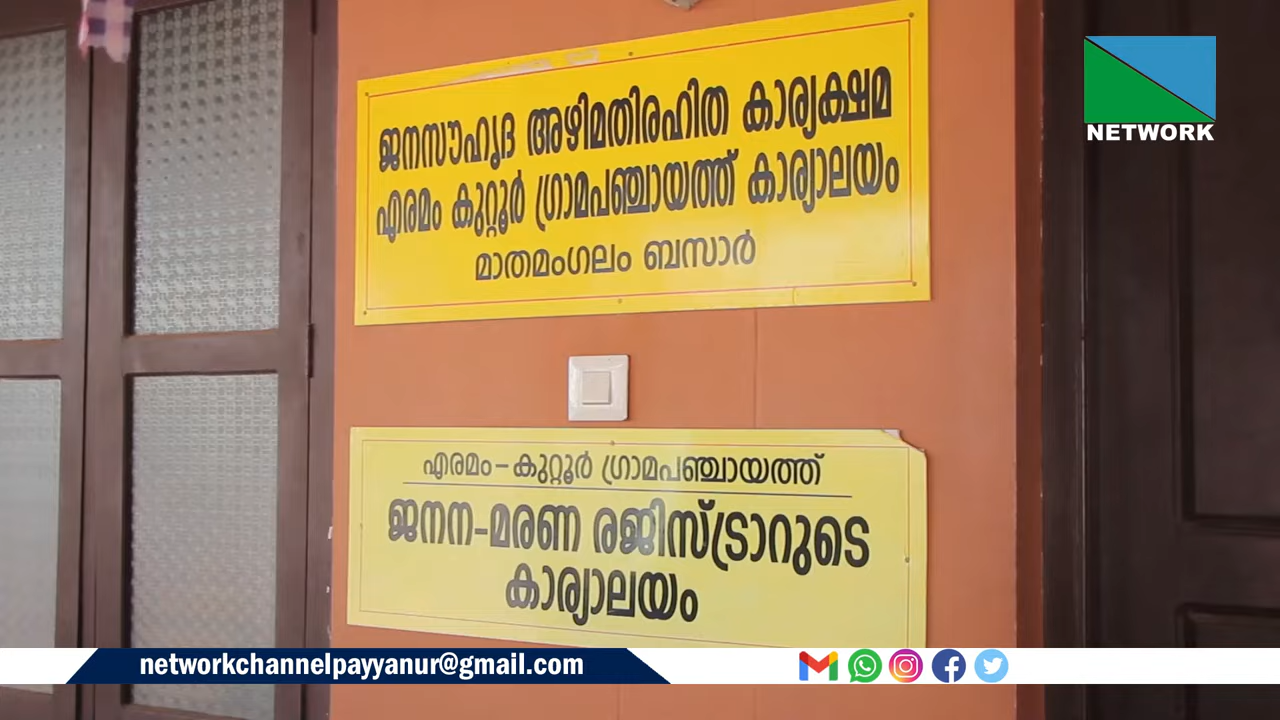 ജനസൗഹൃദ അഴിമതിരഹിത കാര്യക്ഷമ
എരമം കുറ്റൂർ ഗ്രാമപഞ്ചായത്ത് കാര്യാലയം
മാതമംഗലം ബസാർ
NETWORK
എരമം-കുറ്റൂർ ഗ്രാമപഞ്ചായത്ത്
ജനന-മരണ രജിസ്ട്രാറുടെ
കാര്യാലയം
networkchannelpayyanur@gmail.com